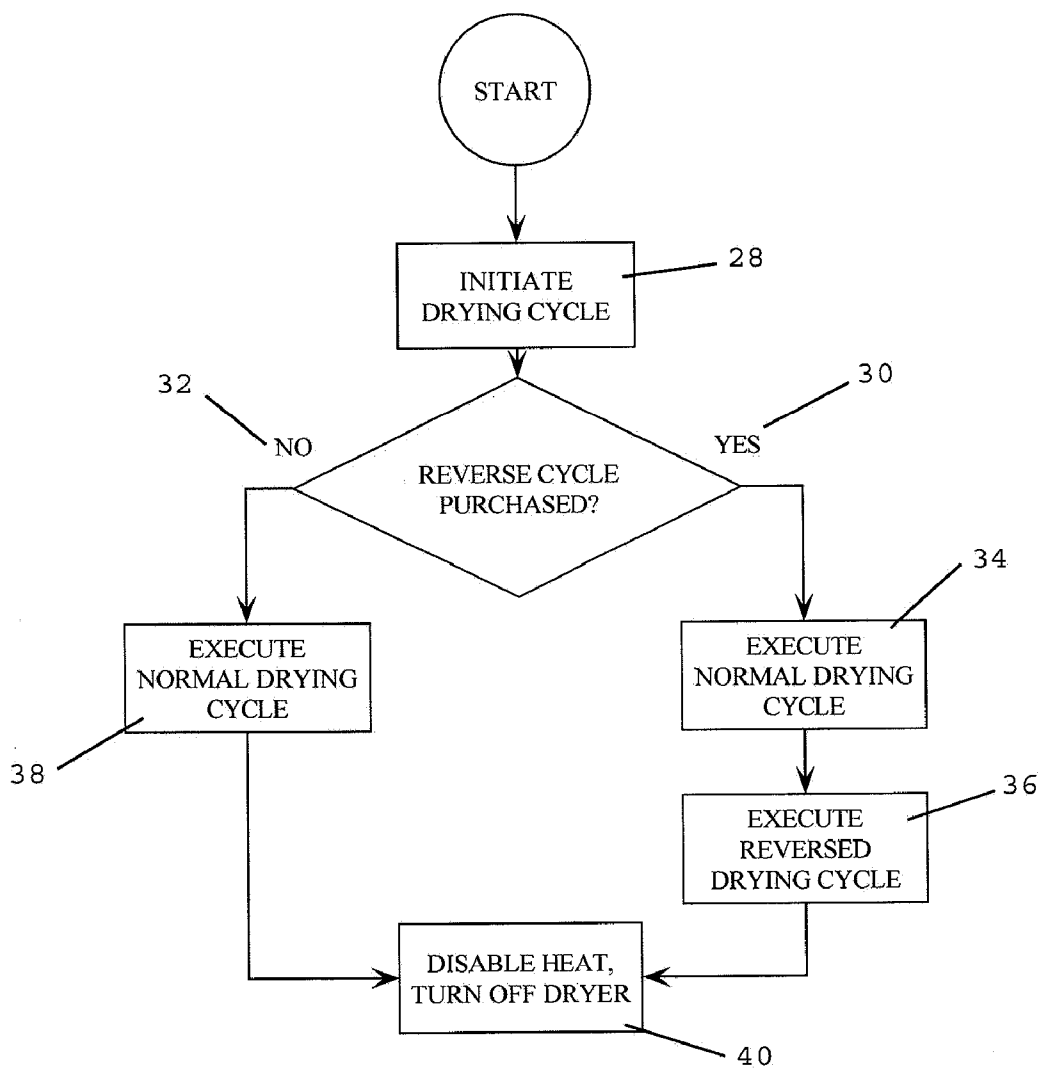 START
INITIATE
DRYING CYCLE
28
32
30
NO
YES
REVERSE CYCLE
PURCHASED?
34
EXECUTE
NORMAL DRYING
CYCLE
EXECUTE
NORMAL DRYING
CYCLE
38
36
EXECUTE
REVERSED
DRYING CYCLE
DISABLE HEAT,
TURN OFF DRYER
40